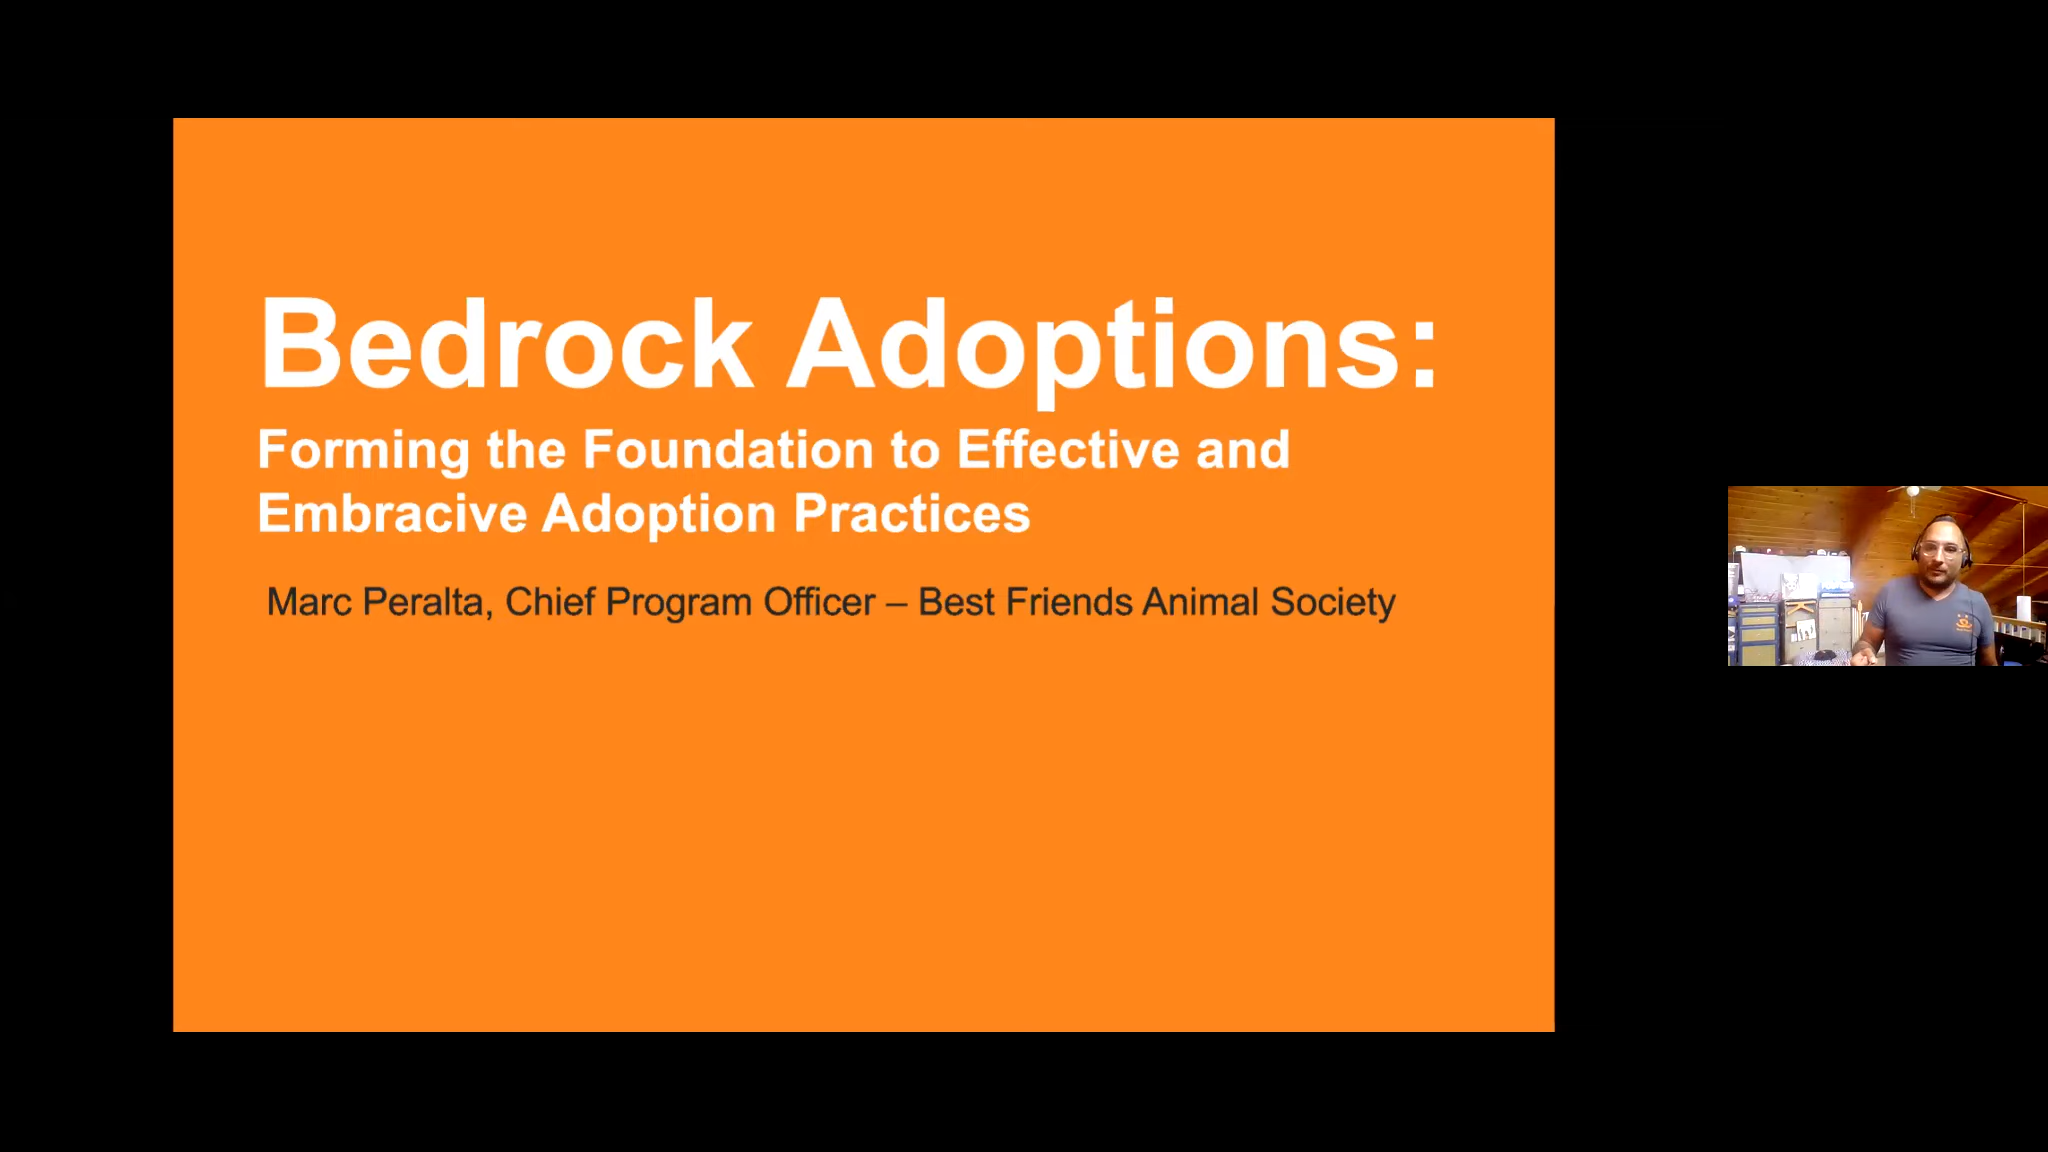 Bedrock Adoptions:
Forming the Foundation to Effective and
Embracive Adoption Practices
Marc Peralta, Chief Program Officer – Best Friends Animal Society